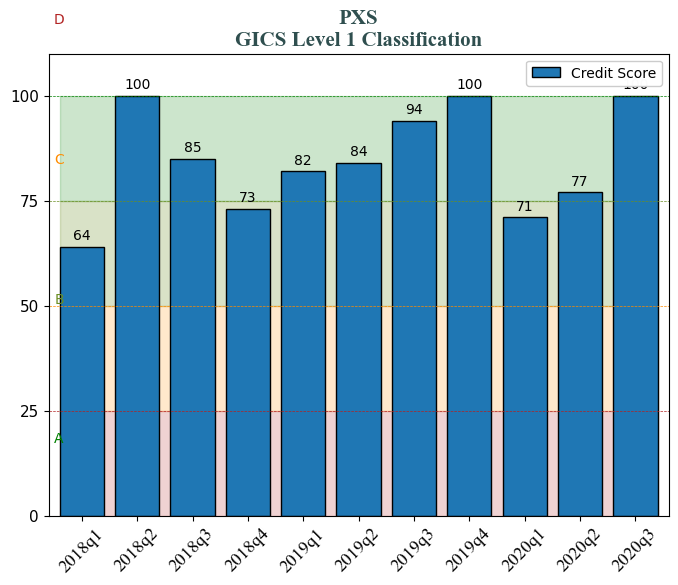 D
PXS
GICS Level 1 Classification
Credit Score
100
75
50
25
0
C
B
A
64
100
85
73
82
84
94
100
71
77
100
2018q1
2018q2
2018q3
2018q4
2019q1
2019q2
2019q3
2019q4
2020q1
2020q2
2020q3